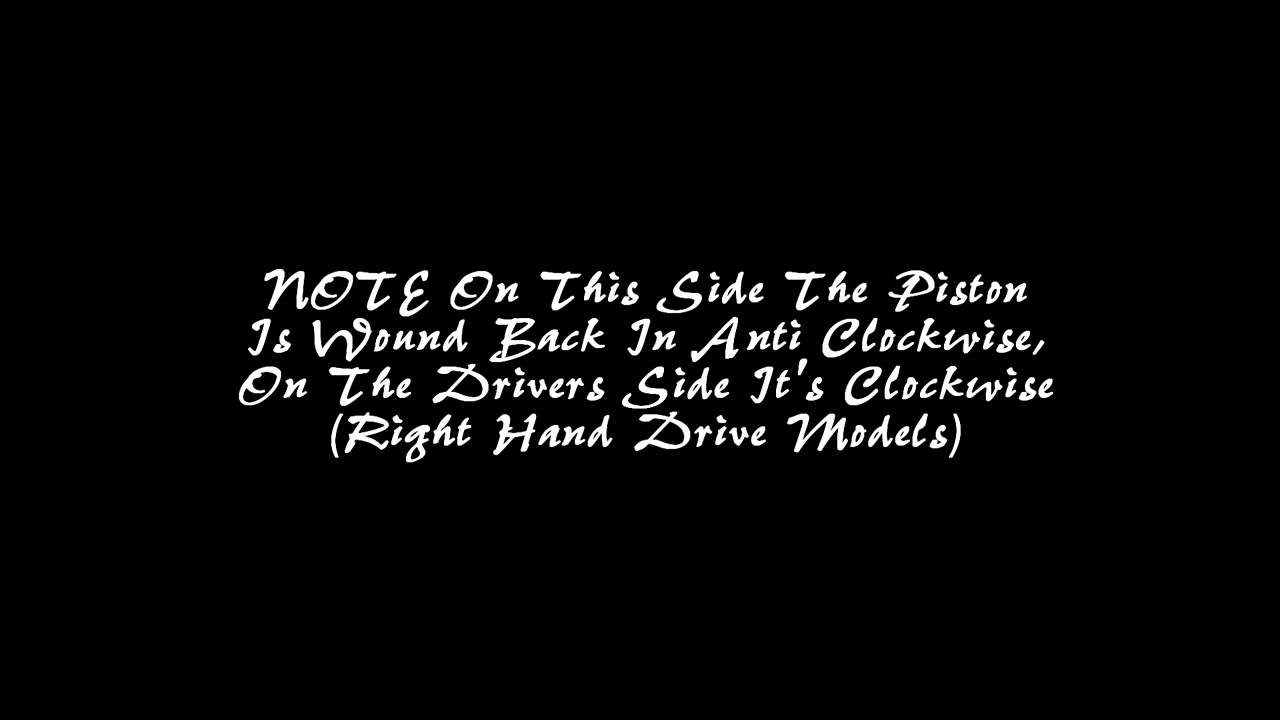 NOTE On This Side The Piston
Is Wound Back In Anti Clockwise,
On The Drivers Side It's Clockwise
(Right Hand Drive Models)